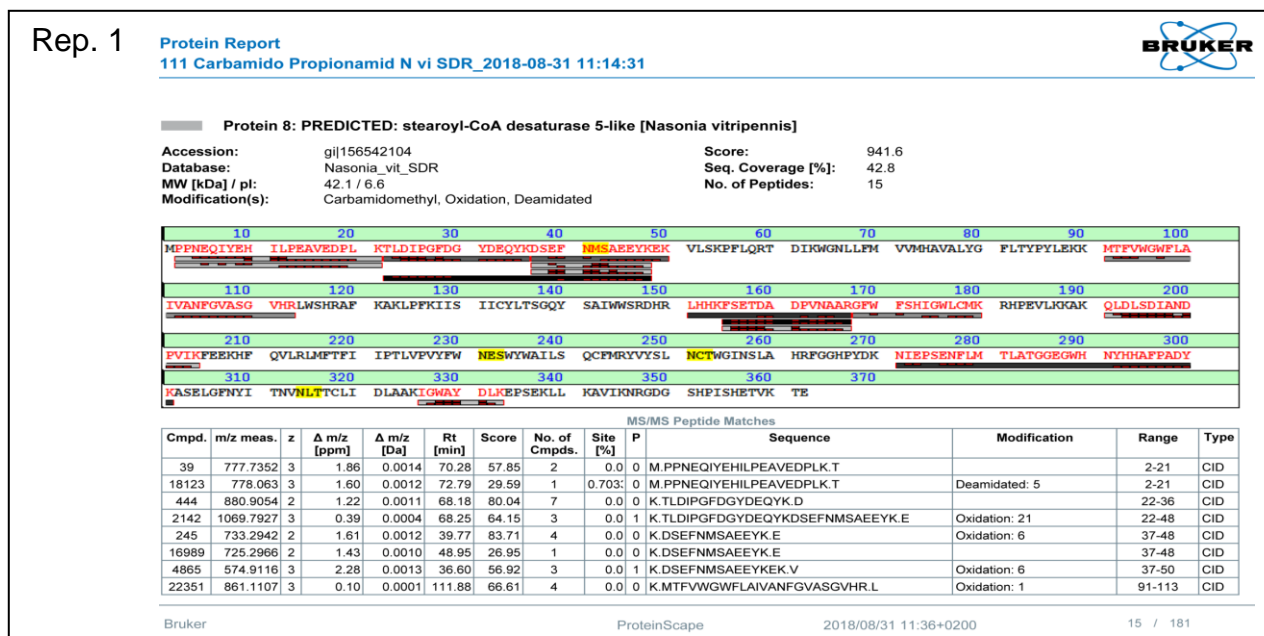 Rep. 1
Protein Report
111 Carbamido Propionamid N vi SDR_2018-08-31 11:14:31
BRUKER
Protein 8: PREDICTED: stearoyl-CoA desaturase 5-like [Nasonia vitripennis]
Accession: gi|156542104 Score: 941.6
Database: Nasonia_vit_SDR Seq. Coverage [%]: 42.8
MW [kDa] / pI: 42.1 / 6.6 No. of Peptides: 15
Modification(s): Carbamidomethyl, Oxidation, Deamidated
10 20 30 40 50 60 70 80 90 100
MPPNEQIYEH ILPEAVEDPL KTLDIPGFDG YDEQYKDSEF NMSAEEYKEK VLSKPFLQRT DIKWGNLLFM VVMHAVALYG FLTYPYLEKK MTFVWGWFLA
110 120 130 140 150 160 170 180 190 200
IVANFGVASG VHRLWSHRAF KAKLPFKIIS IICYLTSGQY SAIWWSRDHR LHHKFSETDA DPVNAARGFW FSHIGWLCMK RHPEVLKKAK QLDLSDIAND
210 220 230 240 250 260 270 280 290 300
PVIKFEEKHF QVLRLMFTFI IPTLVPVYFW NESWYWAILS QCFMRYVYSL NCTWGINSLA HRFGGHPYDK NIEPSENFLM TLATGGEGWH NYHHAFPADY
310 320 330 340 350 360 370
KASELGFNYI TNVNLTTCLI DLAAKIGWAY DLKEPSEKLL KAVIKNRGDG SHPISHETVK TE
MS/MS Peptide Matches
Cmpd. m/z meas. z Δ m/z [ppm] Δ m/z [Da] Rt [min] Score No. of Cmpds. Site [%] P Sequence Modification Range Type
39 777.7352 3 1.86 0.0014 70.28 57.85 2 0.0 0 M.PPNEQIYEHILPEAVEDPLK.T 2-21 CID
18123 778.063 3 1.60 0.0012 72.79 29.59 1 0.703 0 M.PPNEQIYEHILPEAVEDPLK.T Deamidated: 5 2-21 CID
444 880.9054 2 1.22 0.0011 68.18 80.04 7 0.0 0 K.TLDIPGFDGYDEQYK.D 22-36 CID
2142 1069.7927 3 0.39 0.0004 68.25 64.15 3 0.0 1 K.TLDIPGFDGYDEQYKDSEFNMSAEEYK.E Oxidation: 21 22-48 CID
245 733.2942 2 1.61 0.0012 39.77 83.71 4 0.0 0 K.DSEFNMSAEEYK.E Oxidation: 6 37-48 CID
16989 725.2966 2 1.43 0.0010 48.95 26.95 1 0.0 0 K.DSEFNMSAEEYK.E 37-48 CID
4865 574.9116 3 2.28 0.0013 36.60 56.92 3 0.0 1 K.DSEFNMSAEEYKEK.V Oxidation: 6 37-50 CID
22351 861.1107 3 0.10 0.0001 111.88 66.61 4 0.0 0 K.MTFVWGWFLAIVANFGVASGVHR.L Oxidation: 1 91-113 CID
Bruker ProteinScape 2018/08/31 11:36+0200 15 / 181